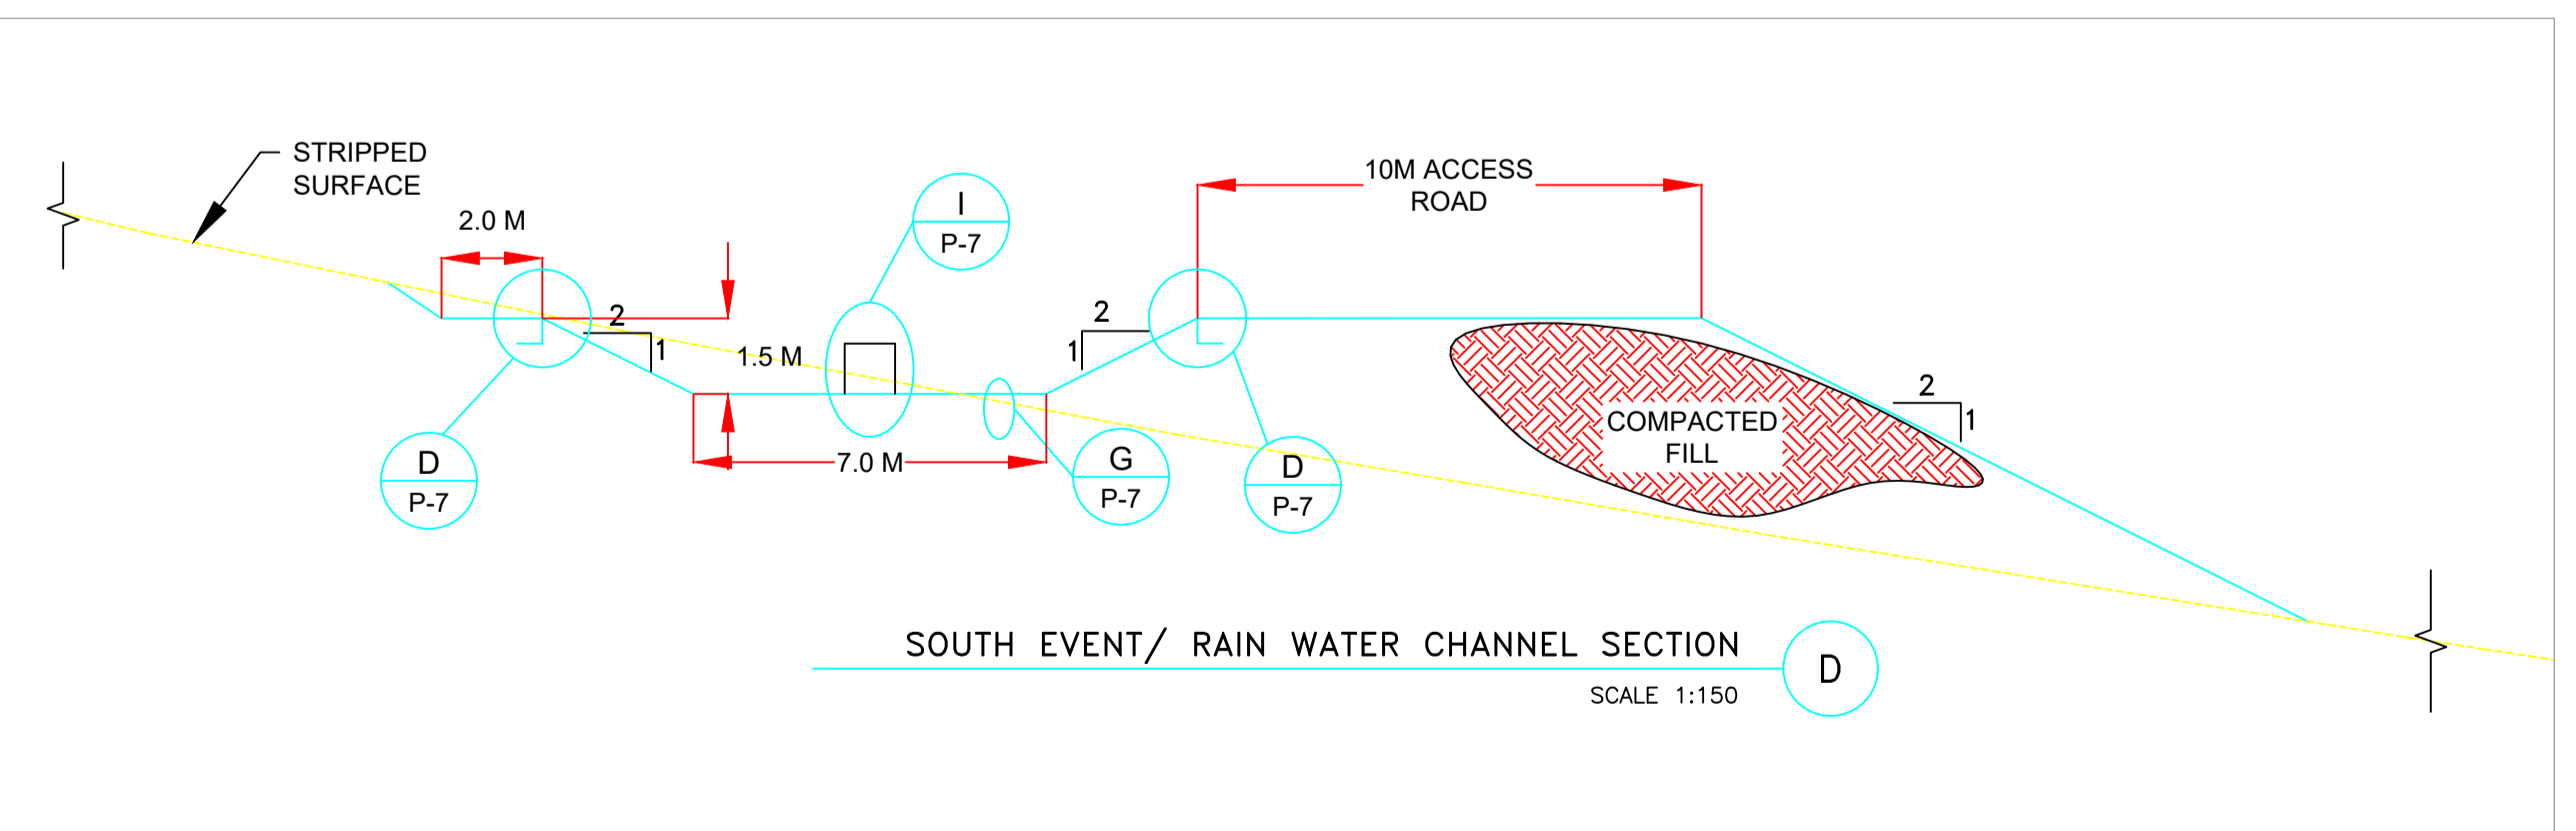 STRIPPED
SURFACE
2.0 M
I
P-7
10M ACCESS
ROAD
2
1
1.5 M
2
1
2
1
COMPACTED
FILL
7.0 M
D
P-7
G
P-7
D
P-7
SOUTH EVENT/ RAIN WATER CHANNEL SECTION
D
SCALE 1:150